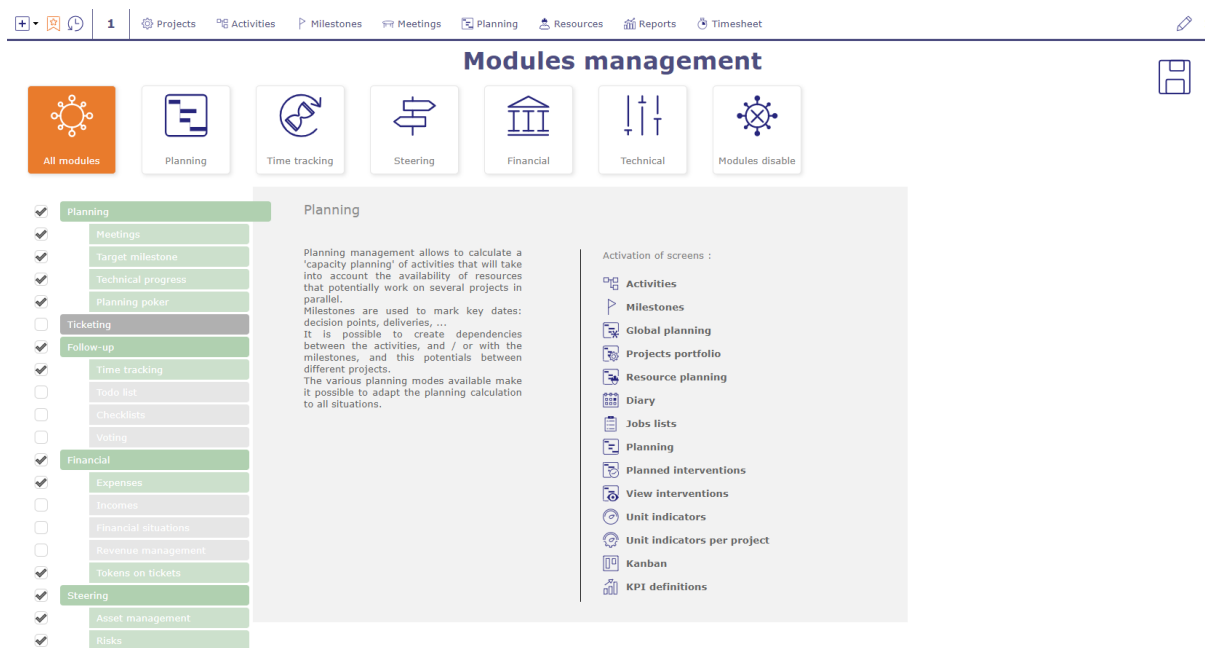 1 Projects Activities Milestones Meetings Planning Resources Reports Timesheet
Modules management
All modules
Planning
Time tracking
Steering
Financial
Technical
Modules disable
Planning
Meetings
Target milestone
Technical progress
Planning poker
Ticketing
Follow-up
Time tracking
Todo list
Checklists
Voting
Financial
Expenses
Incomes
Financial situations
Revenue management
Tokens on tickets
Steering
Asset management
Risks
Planning
Planning management allows to calculate a
'capacity planning' of activities that will take
into account the availability of resources
that potentially work on several projects in
parallel.
Milestones are used to mark key dates:
decision points, deliveries, ...
It is possible to create dependencies
between the activities, and / or with the
milestones, and this potentials between
different projects.
The various planning modes available make
it possible to adapt the planning calculation
to all situations.
Activation of screens :
Activities
Milestones
Global planning
Projects portfolio
Resource planning
Diary
Jobs lists
Planning
Planned interventions
View interventions
Unit indicators
Unit indicators per project
Kanban
KPI definitions